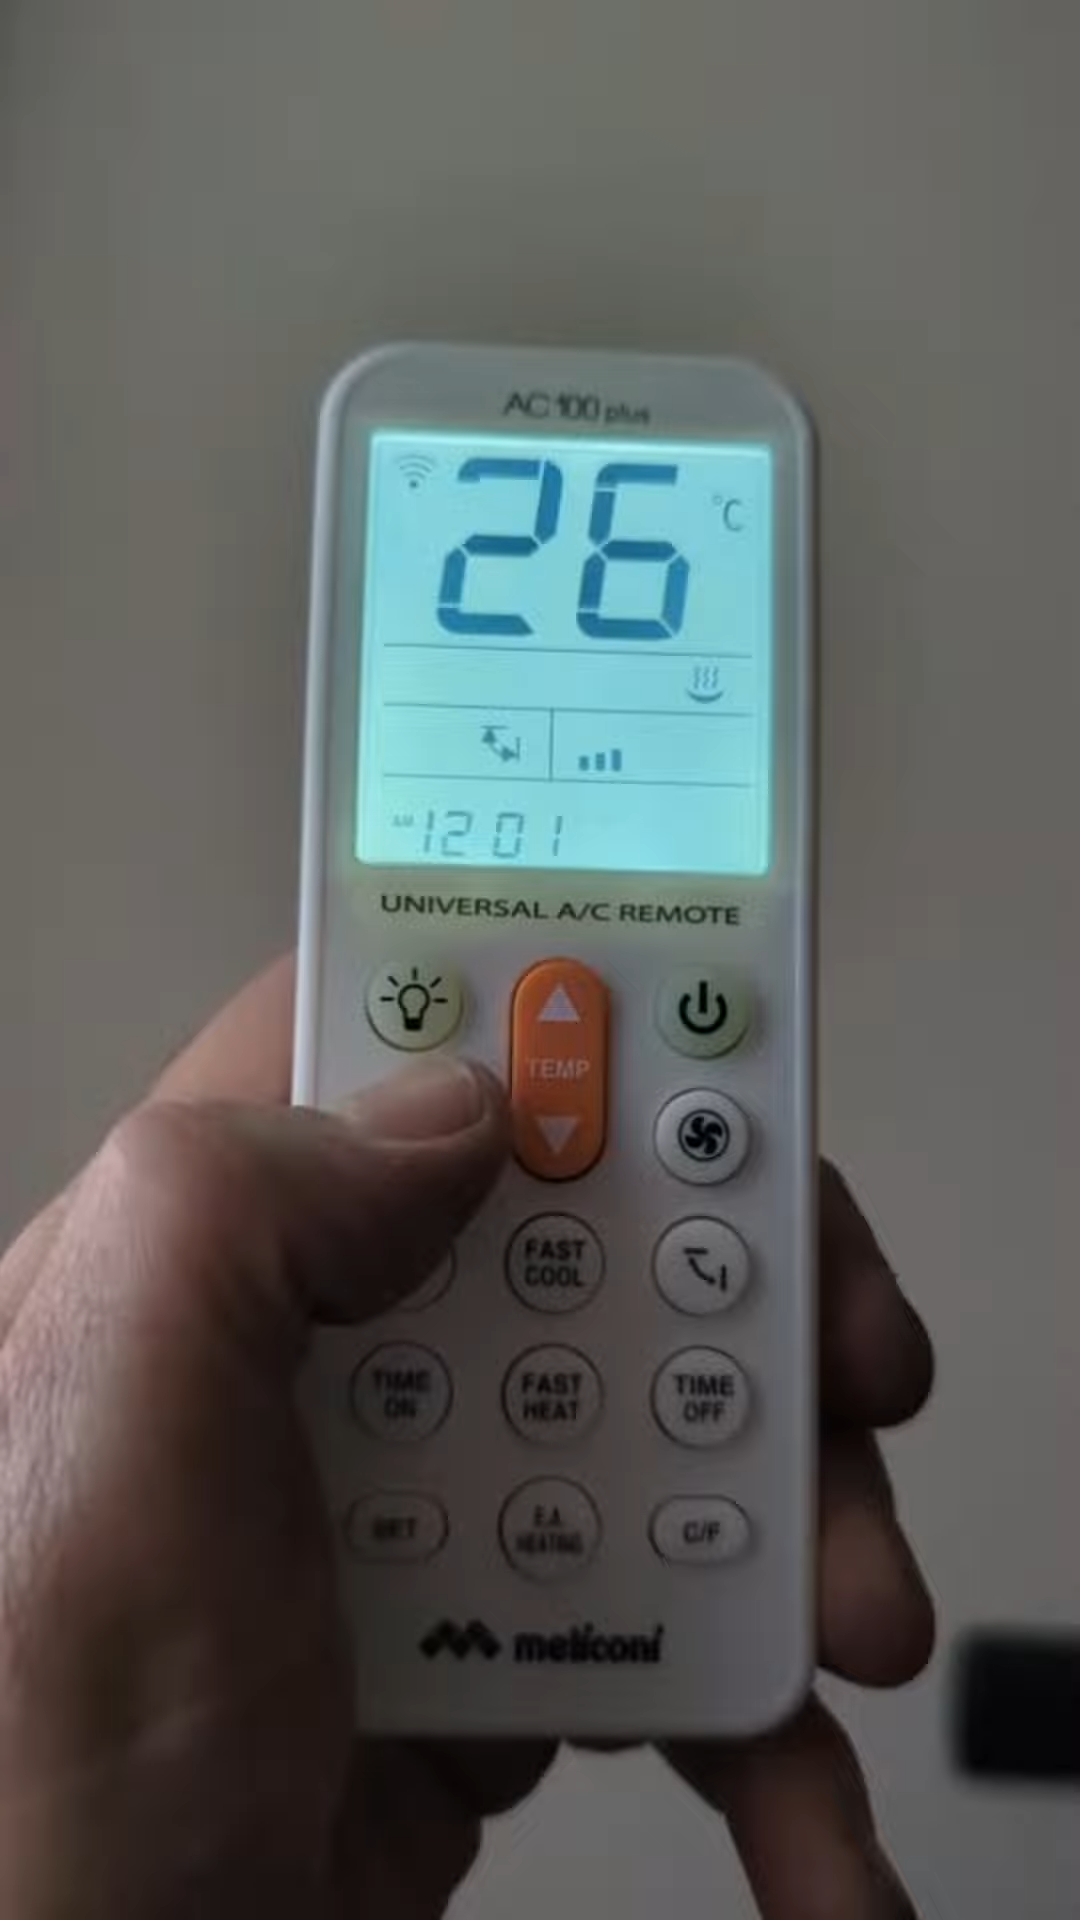 AC 100 plus
26 °C
AM 12 01
UNIVERSAL A/C REMOTE
TEMP
FAST COOL
TIME ON
FAST HEAT
TIME OFF
SET
E.A. HEATING
C/F
meliconi